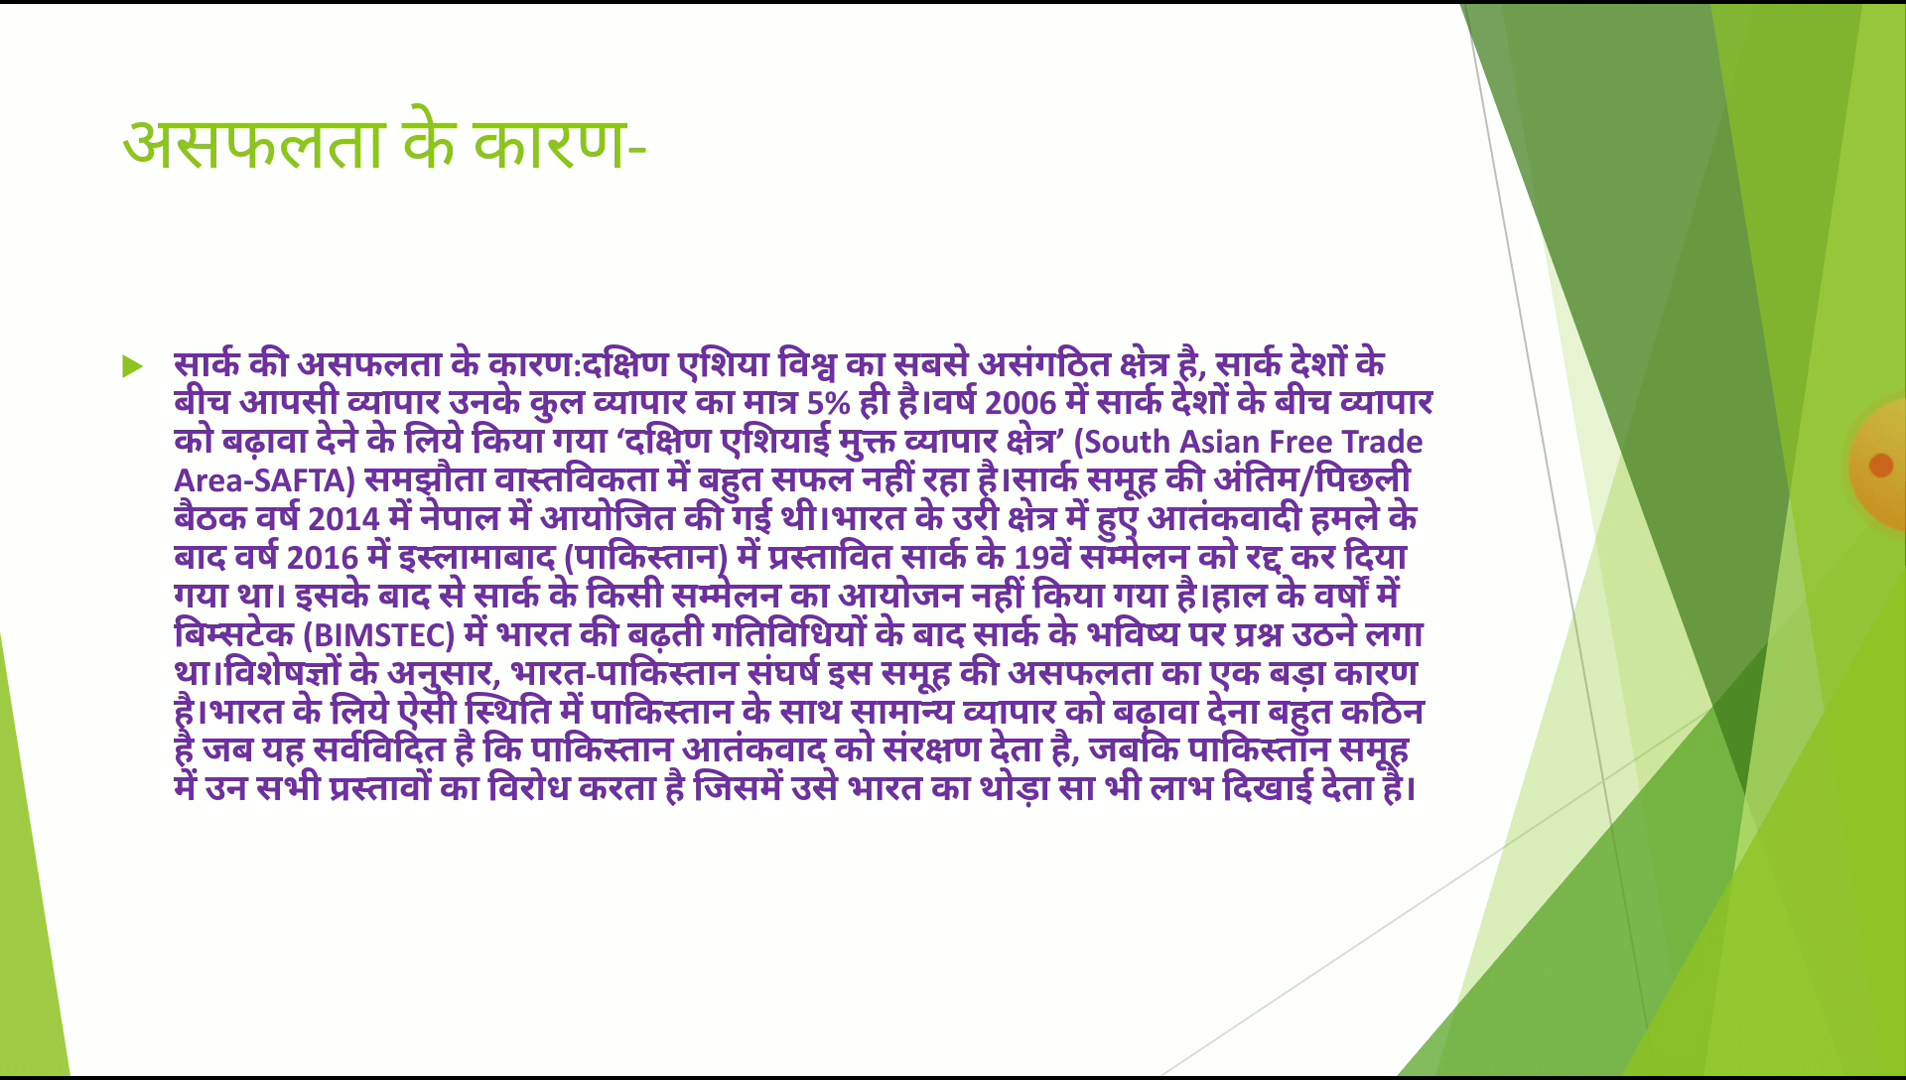 असफलता के कारण-
सार्क की असफलता के कारण:दक्षिण एशिया विश्व का सबसे असंगठित क्षेत्र है, सार्क देशों के
बीच आपसी व्यापार उनके कुल व्यापार का मात्र 5% ही है।वर्ष 2006 में सार्क देशों के बीच व्यापार
को बढ़ावा देने के लिये किया गया ‘दक्षिण एशियाई मुक्त व्यापार क्षेत्र’ (South Asian Free Trade
Area-SAFTA) समझौता वास्तविकता में बहुत सफल नहीं रहा है।सार्क समूह की अंतिम/पिछली
बैठक वर्ष 2014 में नेपाल में आयोजित की गई थी।भारत के उरी क्षेत्र में हुए आतंकवादी हमले के
बाद वर्ष 2016 में इस्लामाबाद (पाकिस्तान) में प्रस्तावित सार्क के 19वें सम्मेलन को रद्द कर दिया
गया था। इसके बाद से सार्क के किसी सम्मेलन का आयोजन नहीं किया गया है।हाल के वर्षों में
बिम्सटेक (BIMSTEC) में भारत की बढ़ती गतिविधियों के बाद सार्क के भविष्य पर प्रश्न उठने लगा
था।विशेषज्ञों के अनुसार, भारत-पाकिस्तान संघर्ष इस समूह की असफलता का एक बड़ा कारण
है।भारत के लिये ऐसी स्थिति में पाकिस्तान के साथ सामान्य व्यापार को बढ़ावा देना बहुत कठिन
है जब यह सर्वविदित है कि पाकिस्तान आतंकवाद को संरक्षण देता है, जबकि पाकिस्तान समूह
में उन सभी प्रस्तावों का विरोध करता है जिसमें उसे भारत का थोड़ा सा भी लाभ दिखाई देता है।